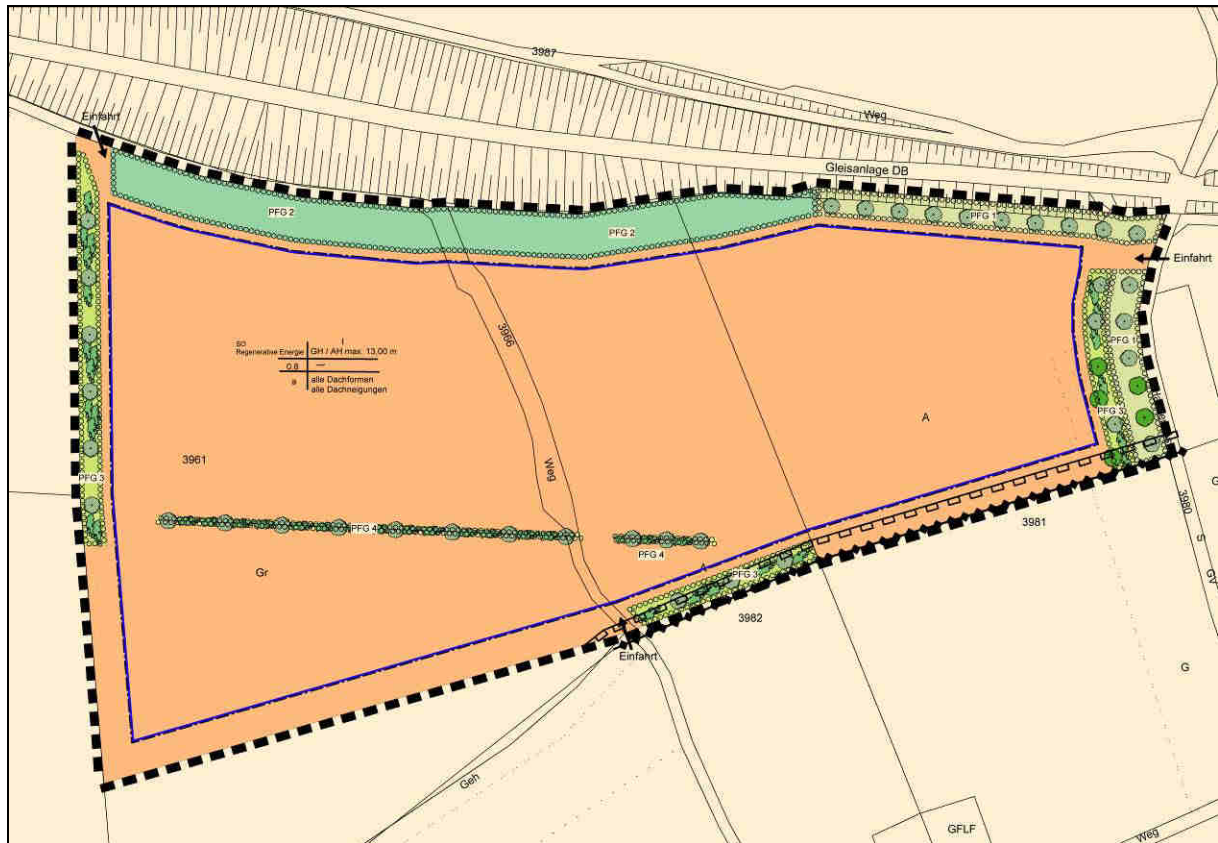 3987
Weg
Einfahrt
Gleisanlage DB
PFG 2
PFG 1
PFG 2
Einfahrt
3966
SO
Regenerative Energie
I
GH / AH max. 13,00 m
0,8
a
alle Dachformen
alle Dachneigungen
PFG 1
PFG 3
A
3961
Weg
PFG 3
G
3980
3981
PFG 4
S
PFG 4
Gr
A
PFG 3
GV
3982
Einfahrt
G
Geh
GFLF
Weg